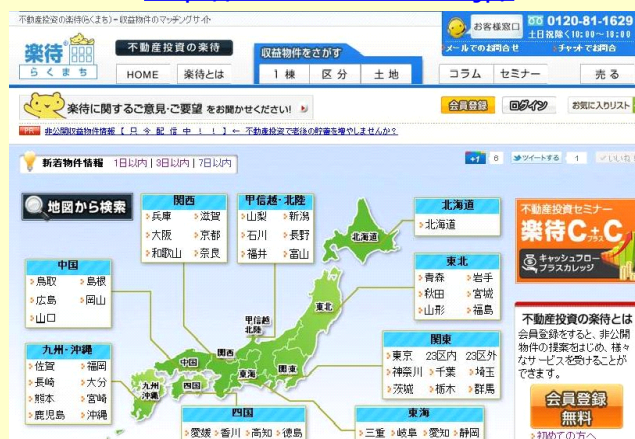 不動産投資の楽待(らくまち)-収益物件のマッチングサイト
楽待
らくまち
不動産投資の楽待
HOME 楽待とは
収益物件をさがす
1棟 区分 土地
お客様窓口 0120-81-1629
土日祝除く10:00~18:00
メールでのお問合せ チャットでお問合
コラム セミナー 売る
楽待に関するご意見・ご要望 をお聞かせください!
会員登録 ログイン お気に入りリスト
非公開収益物件情報【只今配信中!!】← 不動産投資で老後の貯蓄を増やしませんか?
新着物件情報 1日以内 | 3日以内 | 7日以内
+1 6 ツイートする 1 いいね
地図から検索
関西
兵庫 滋賀
大阪 京都
和歌山 奈良
甲信越・北陸
山梨 新潟
石川 長野
福井 富山
北海道
北海道
東北
青森 岩手
秋田 宮城
山形 福島
中国
鳥取 島根
広島 岡山
山口
関東
東京 23区内 23区外
神奈川 千葉 埼玉
茨城 栃木 群馬
九州・沖縄
佐賀 福岡
長崎 大分
熊本 宮崎
鹿児島 沖縄
四国
愛媛 香川 高知 徳島
東海
三重 岐阜 愛知 静岡
北海道
東北
甲信越
北陸
関西
中国
東海
関東
四国
九州
沖縄
不動産投資セミナー
楽待C+C
プラス
キャッシュフロー
プラスカレッジ
不動産投資の楽待とは
会員登録をすると、非公開
物件の提案をはじめ、様々
なサービスを受けることが
できます。
会員登録
無料
初めての方へ